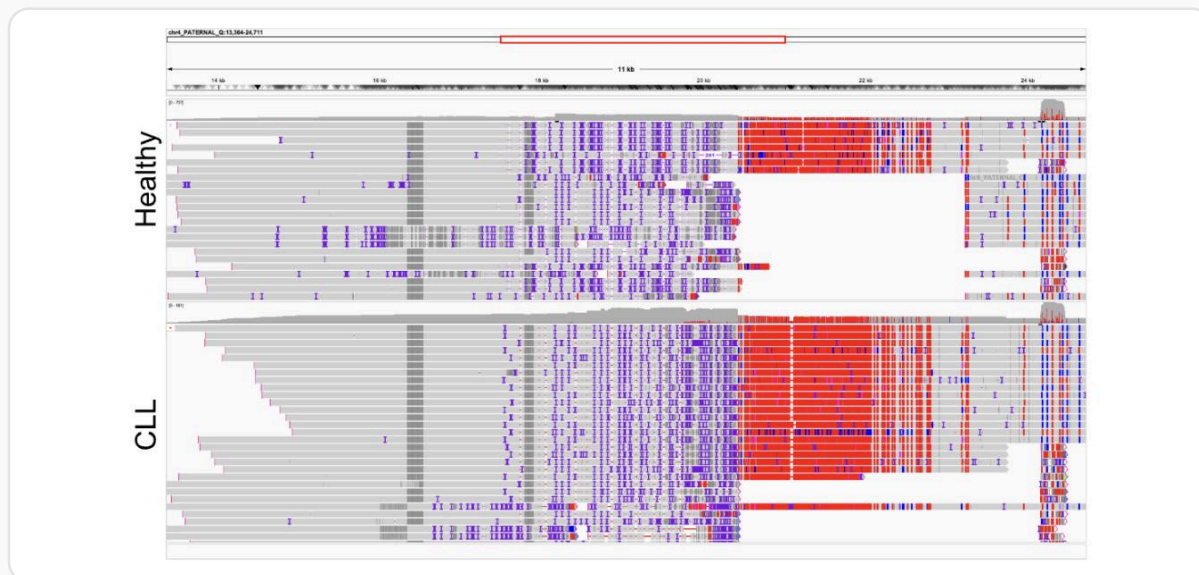 chr4_PATERNAL_Q:13,364-24,711
11 kb
14 kb 16 kb 18 kb 20 kb 22 kb 24 kb
Healthy
CLL